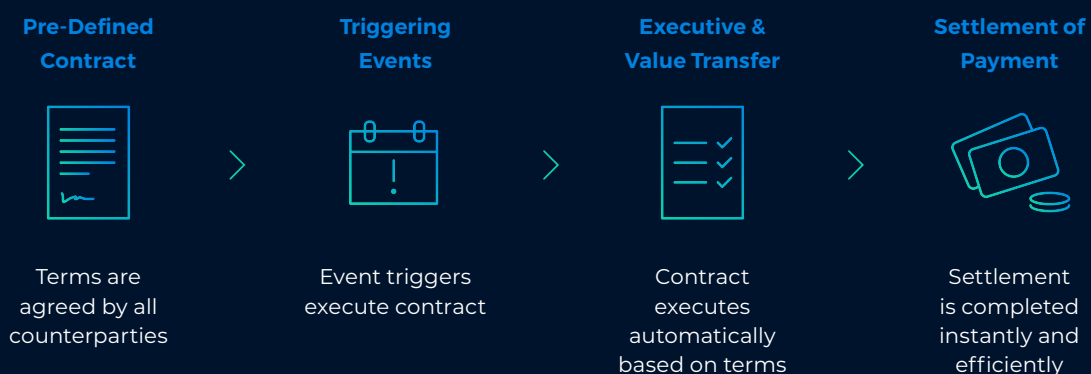 Pre-Defined
Contract
Terms are
agreed by all
counterparties
Triggering
Events
Event triggers
execute contract
Executive &
Value Transfer
Contract
executes
automatically
based on terms
Settlement of
Payment
Settlement
is completed
instantly and
efficiently